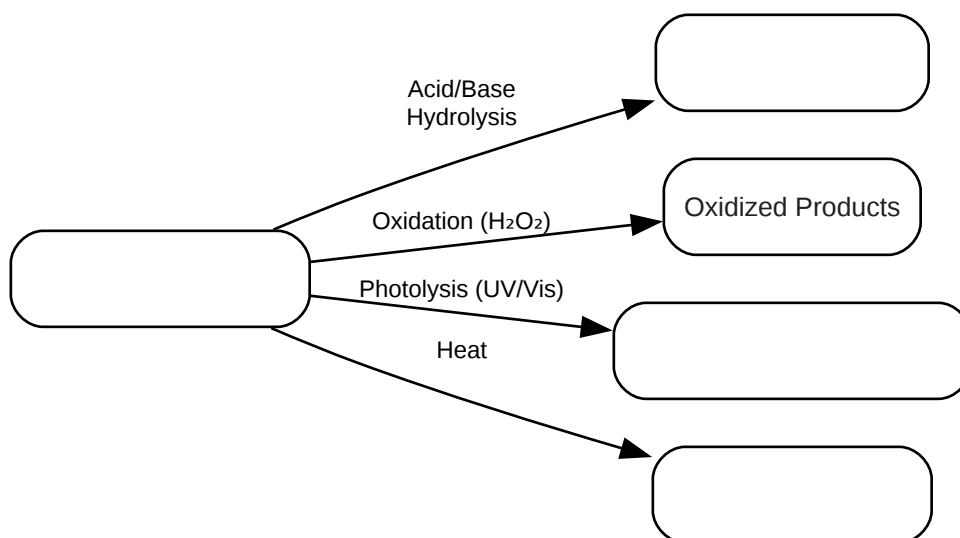 Acid/Base
Hydrolysis
Oxidized Products
Oxidation (H₂O₂)
Photolysis (UV/Vis)
Heat